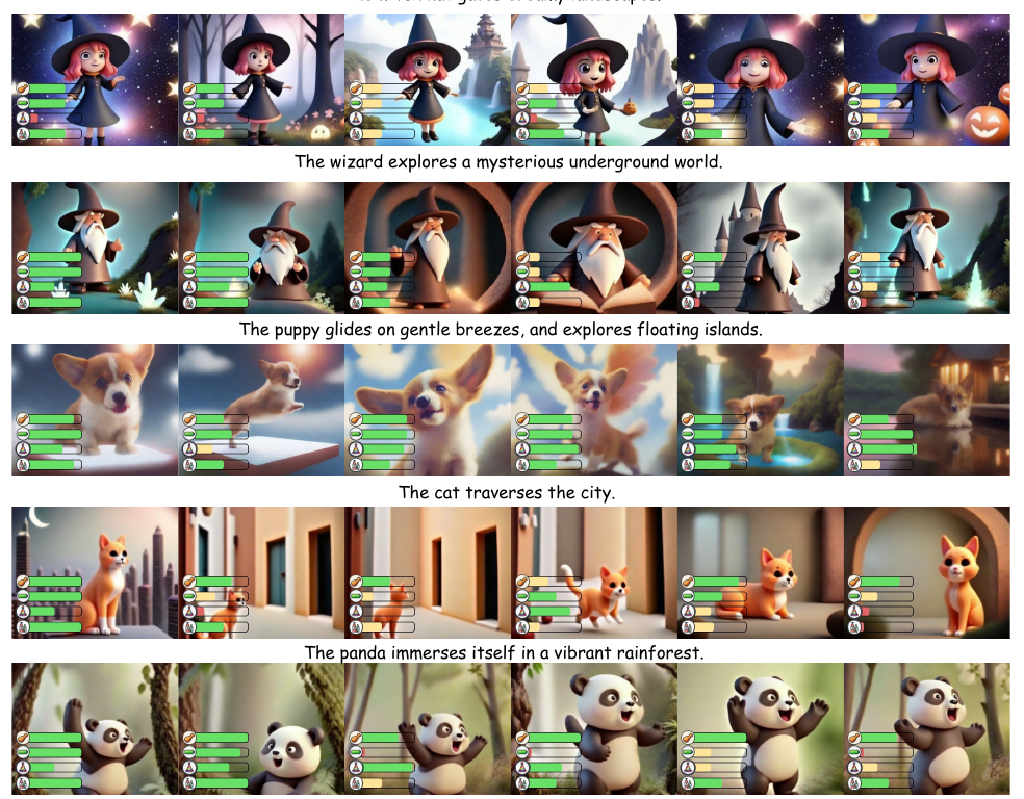 The wizard explores a mysterious underground world.
The puppy glides on gentle breezes, and explores floating islands.
The cat traverses the city.
The panda immerses itself in a vibrant rainforest.